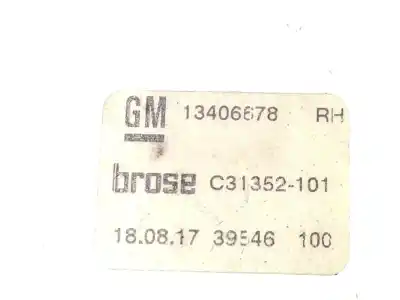 GM 13406678 RH
brose C31352-101
18.08.17 39546 100